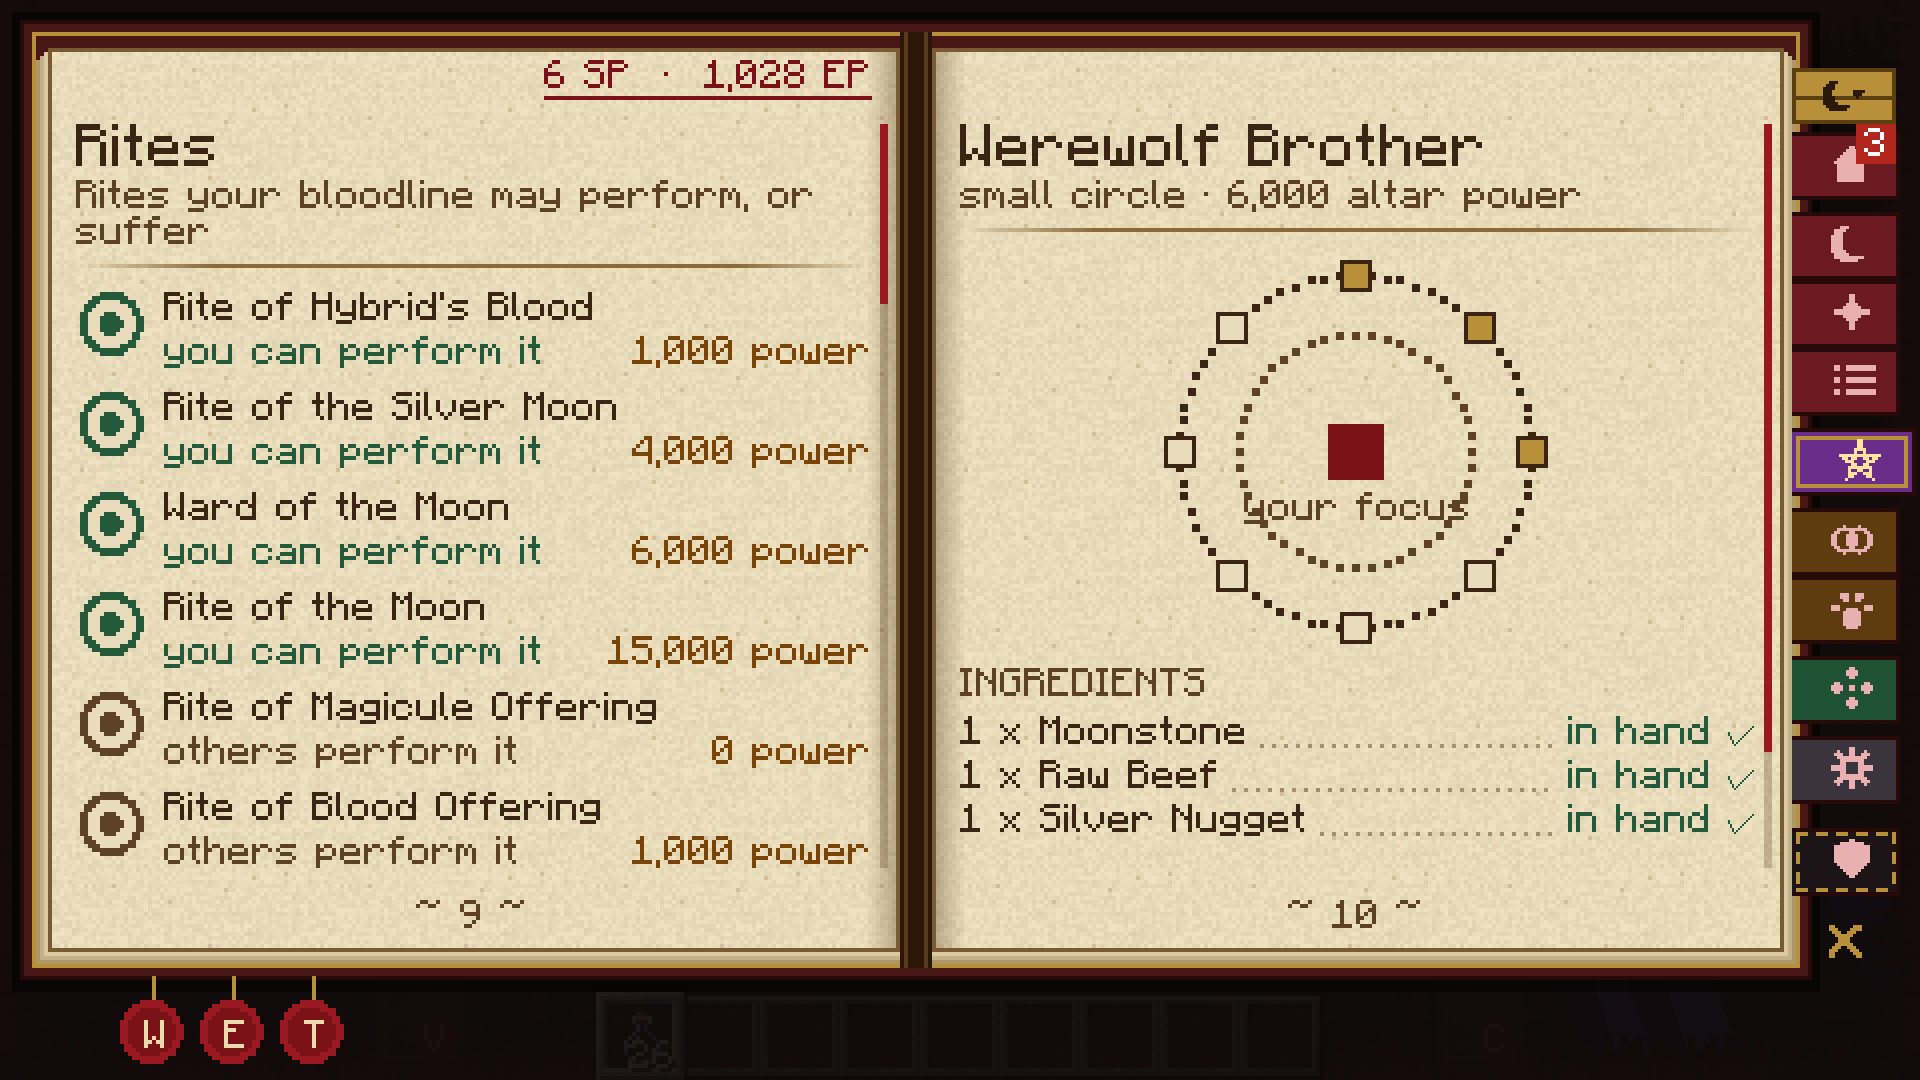 6 SP · 1,028 EP
Rites
Rites your bloodline may perform, or
suffer
Rite of Hybrid's Blood
you can perform it 1,000 power
Rite of the Silver Moon
you can perform it 4,000 power
Ward of the Moon
you can perform it 6,000 power
Rite of the Moon
you can perform it 15,000 power
Rite of Magicule Offering
others perform it 0 power
Rite of Blood Offering
others perform it 1,000 power
~ 9 ~
Werewolf Brother
small circle · 6,000 altar power
your focus
INGREDIENTS
1 x Moonstone in hand ✓
1 x Raw Beef in hand ✓
1 x Silver Nugget in hand ✓
~ 10 ~
3
W E T
V
26
C